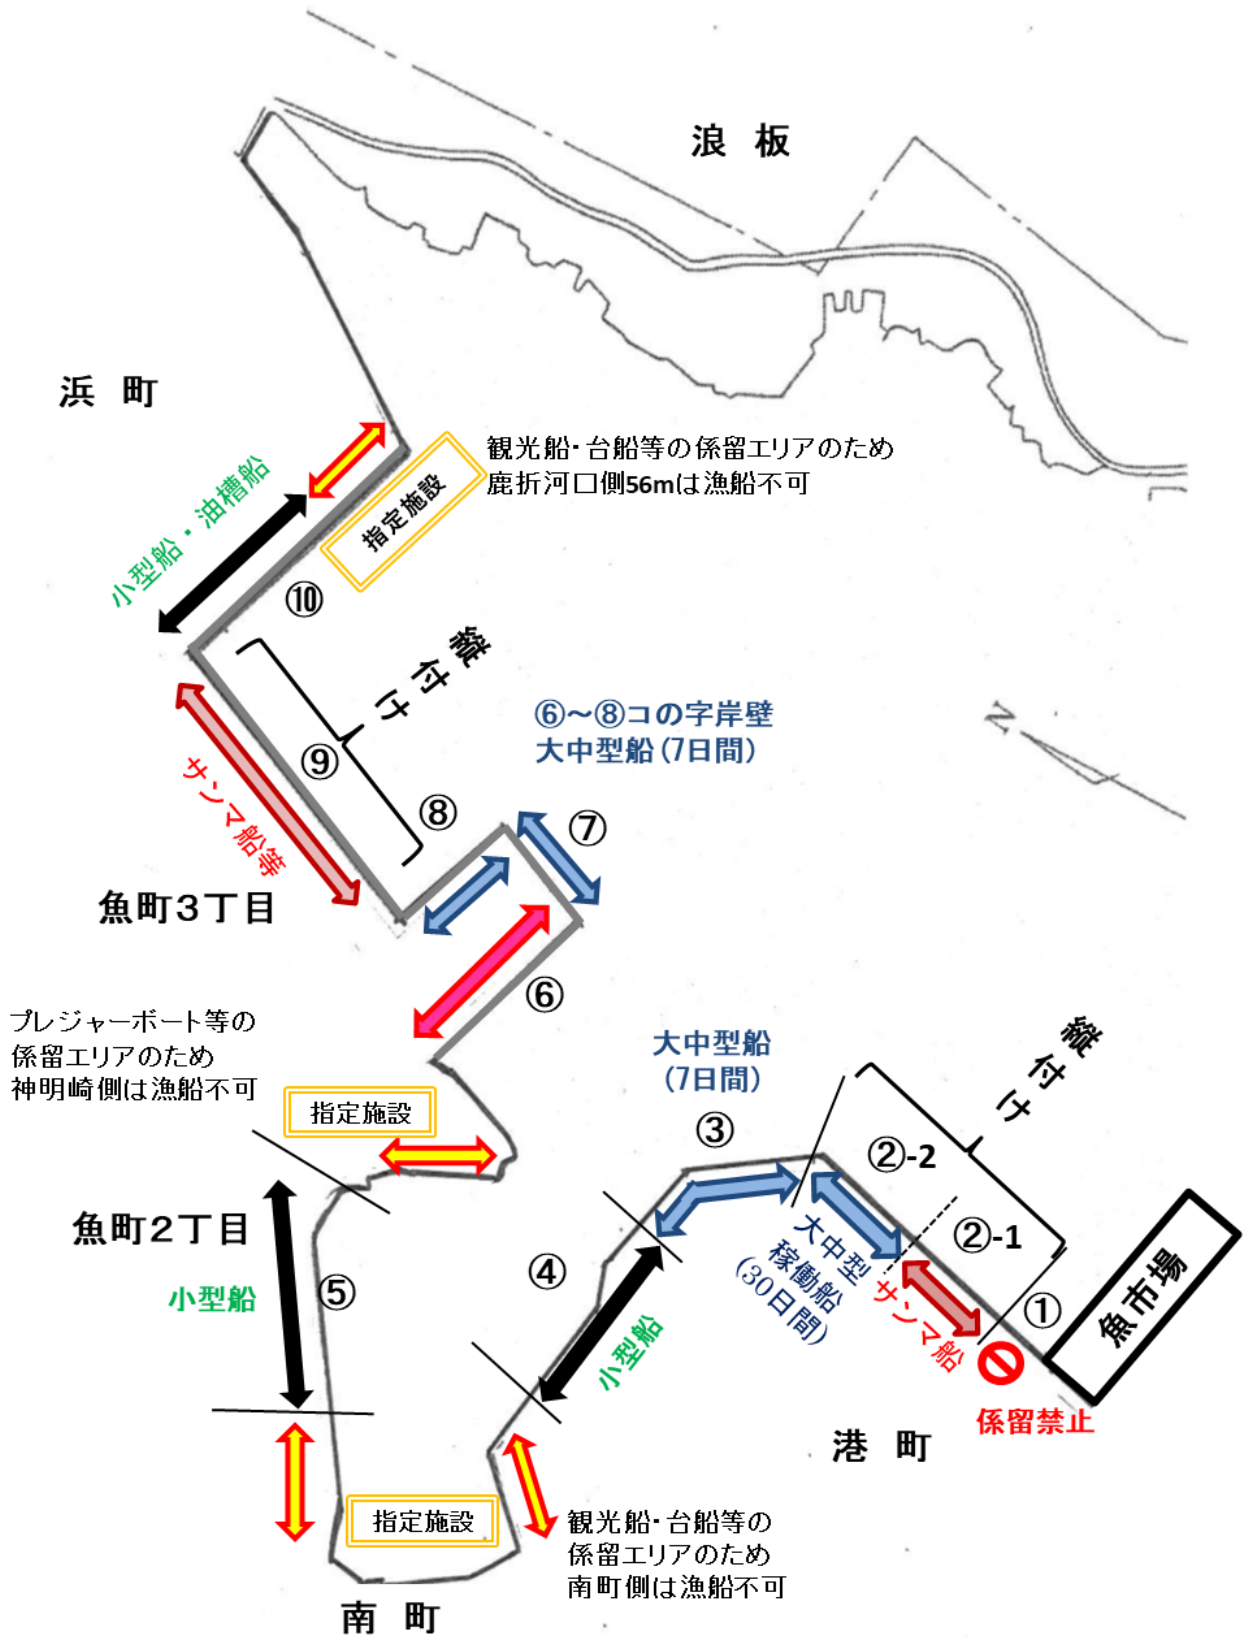 浪 板
浜 町
観光船・台船等の係留エリアのため
鹿折河口側56mは漁船不可
指定施設
小型船・油槽船
⑩
縦付け
⑥～⑧コの字岸壁
大中型船(7日間)
N
⑨
サンマ船等
⑧
⑦
魚町3丁目
⑥
プレジャーボート等の
係留エリアのため
神明崎側は漁船不可
指定施設
大中型船
(7日間)
③
縦付け
②-2
②-1
①
魚市場
魚町2丁目
小型船
⑤
④
小型船
大中型
稼働船
(30日間)
サンマ船
係留禁止
港 町
指定施設
観光船・台船等の
係留エリアのため
南町側は漁船不可
南 町